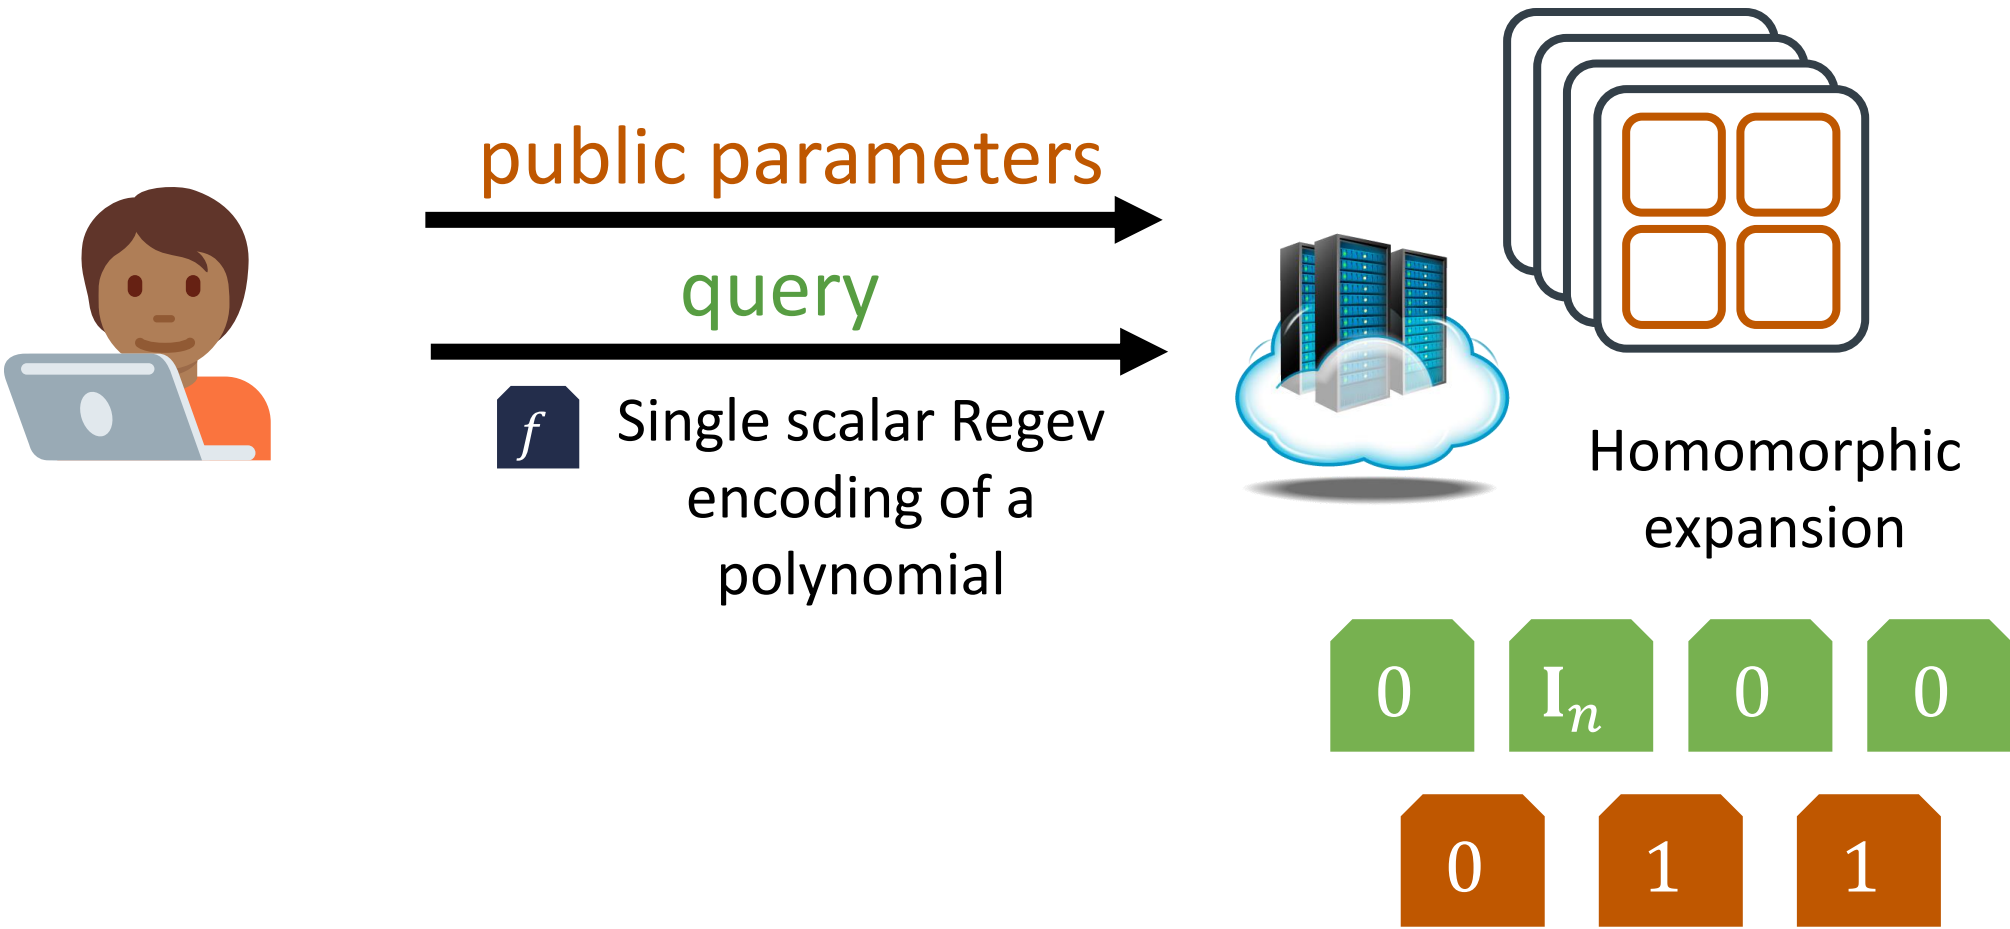 public parameters
query
f
Single scalar Regev
encoding of a
polynomial
Homomorphic
expansion
0 Iₙ 0 0
0 1 1